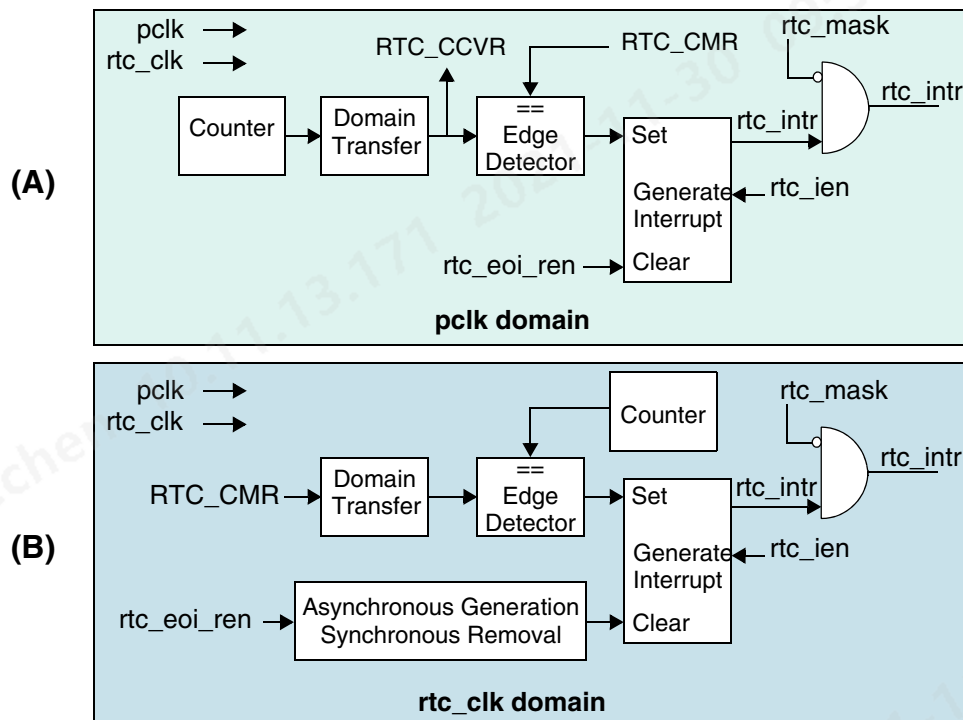 pclk
rtc_clk
RTC_CCVR
RTC_CMR
rtc_mask
rtc_intr
Counter
Domain
Transfer
==
Edge
Detector
Set
rtc_intr
(A)
Generate
Interrupt
rtc_ien
rtc_eoi_ren
Clear
pclk domain
pclk
rtc_clk
Counter
rtc_mask
rtc_intr
RTC_CMR
Domain
Transfer
==
Edge
Detector
Set
rtc_intr
(B)
Generate
Interrupt
rtc_ien
rtc_eoi_ren
Asynchronous Generation
Synchronous Removal
Clear
rtc_clk domain